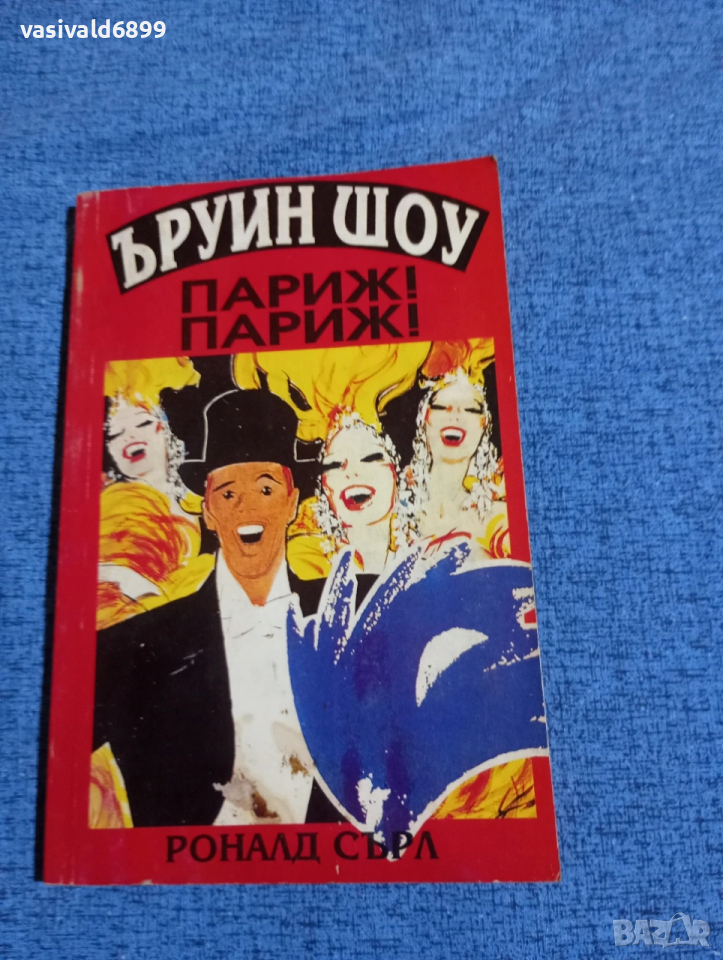 vasivald6899
ЪРУИН ШОУ
ПАРИЖ!
ПАРИЖ!
РОНАЛД СЪРЛ
BAZAR